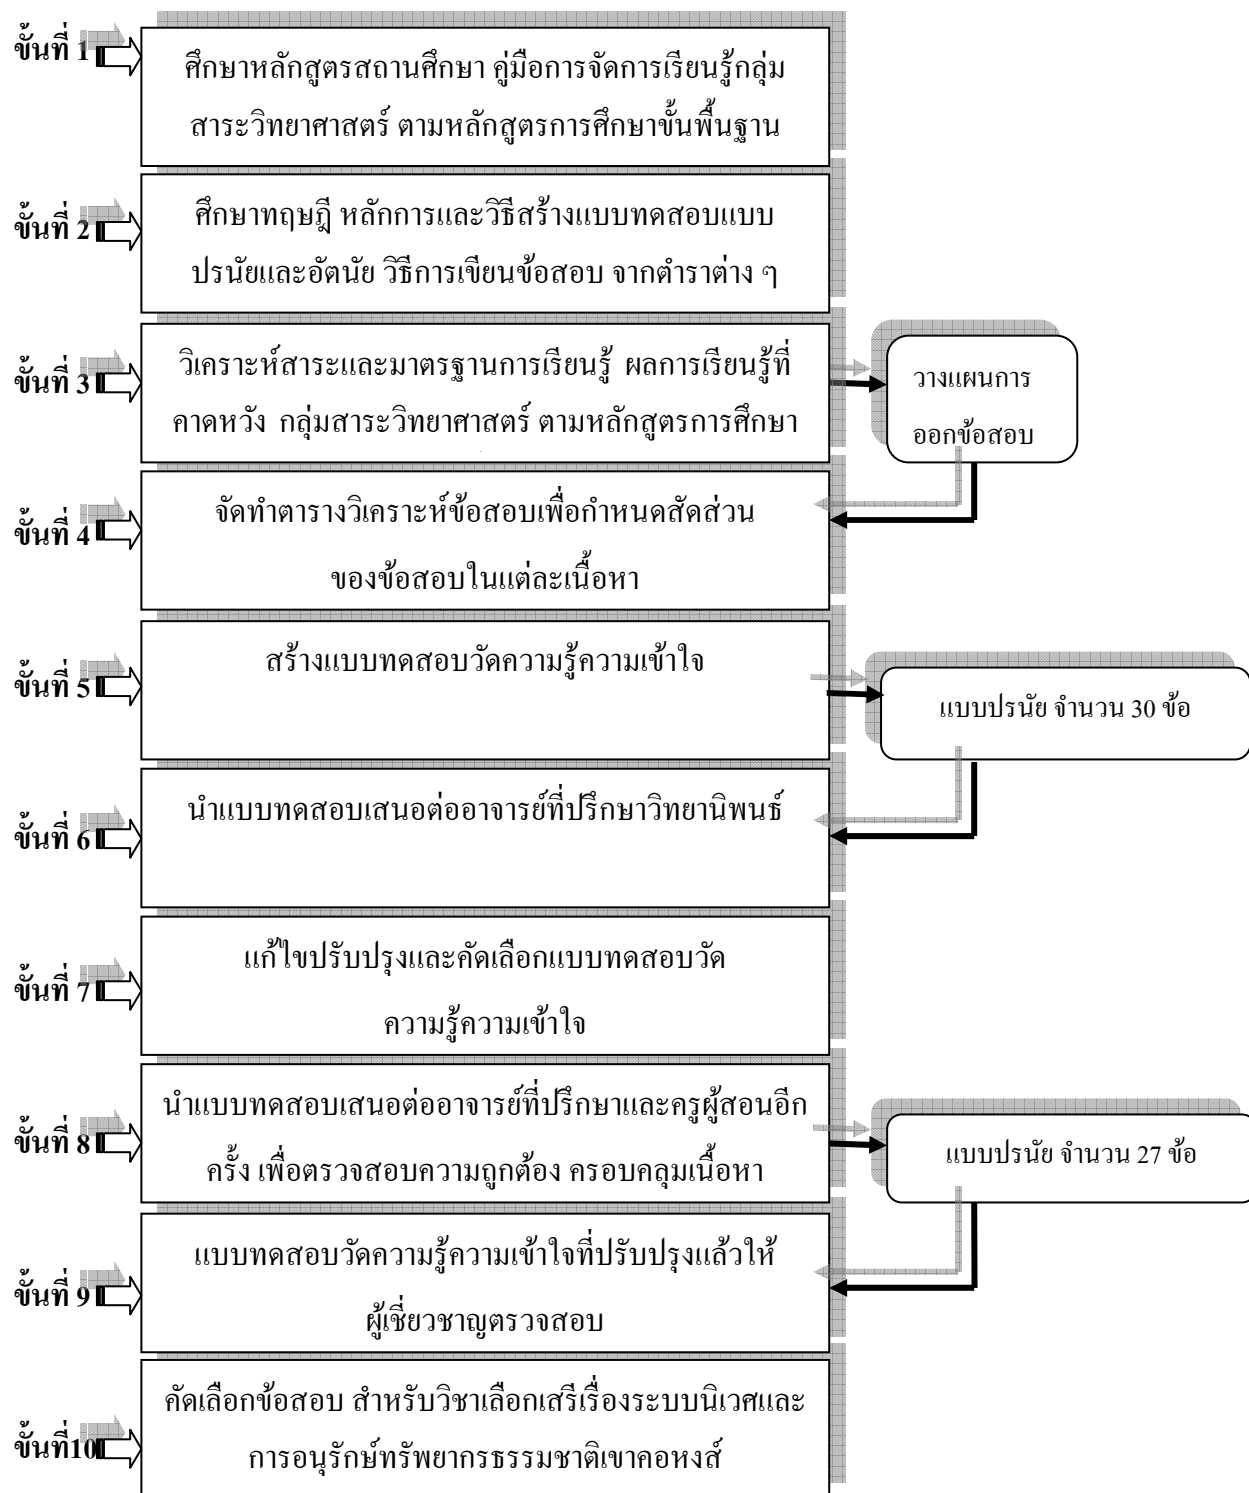 ขั้นที่ 1
ศึกษาหลักสูตรสถานศึกษา คู่มือการจัดการเรียนรู้กลุ่ม
สาระวิทยาศาสตร์ ตามหลักสูตรการศึกษาขั้นพื้นฐาน
ขั้นที่ 2
ศึกษาทฤษฎี หลักการและวิธีสร้างแบบทดสอบแบบ
ปรนัยและอัตนัย วิธีการเขียนข้อสอบ จากตำราต่าง ๆ
ขั้นที่ 3
วิเคราะห์สาระและมาตรฐานการเรียนรู้ ผลการเรียนรู้ที่
คาดหวัง กลุ่มสาระวิทยาศาสตร์ ตามหลักสูตรการศึกษา
วางแผนการ
ออกข้อสอบ
ขั้นที่ 4
จัดทำตารางวิเคราะห์ข้อสอบเพื่อกำหนดสัดส่วน
ของข้อสอบในแต่ละเนื้อหา
ขั้นที่ 5
สร้างแบบทดสอบวัดความรู้ความเข้าใจ
แบบปรนัย จำนวน 30 ข้อ
ขั้นที่ 6
นำแบบทดสอบเสนอต่ออาจารย์ที่ปรึกษาวิทยานิพนธ์
ขั้นที่ 7
แก้ไขปรับปรุงและคัดเลือกแบบทดสอบวัด
ความรู้ความเข้าใจ
ขั้นที่ 8
นำแบบทดสอบเสนอต่ออาจารย์ที่ปรึกษาและครูผู้สอนอีก
ครั้ง เพื่อตรวจสอบความถูกต้อง ครอบคลุมเนื้อหา
แบบปรนัย จำนวน 27 ข้อ
ขั้นที่ 9
แบบทดสอบวัดความรู้ความเข้าใจที่ปรับปรุงแล้วให้
ผู้เชี่ยวชาญตรวจสอบ
ขั้นที่10
คัดเลือกข้อสอบ สำหรับวิชาเลือกเสรีเรื่องระบบนิเวศและ
การอนุรักษ์ทรัพยากรธรรมชาติเขาคอหงส์